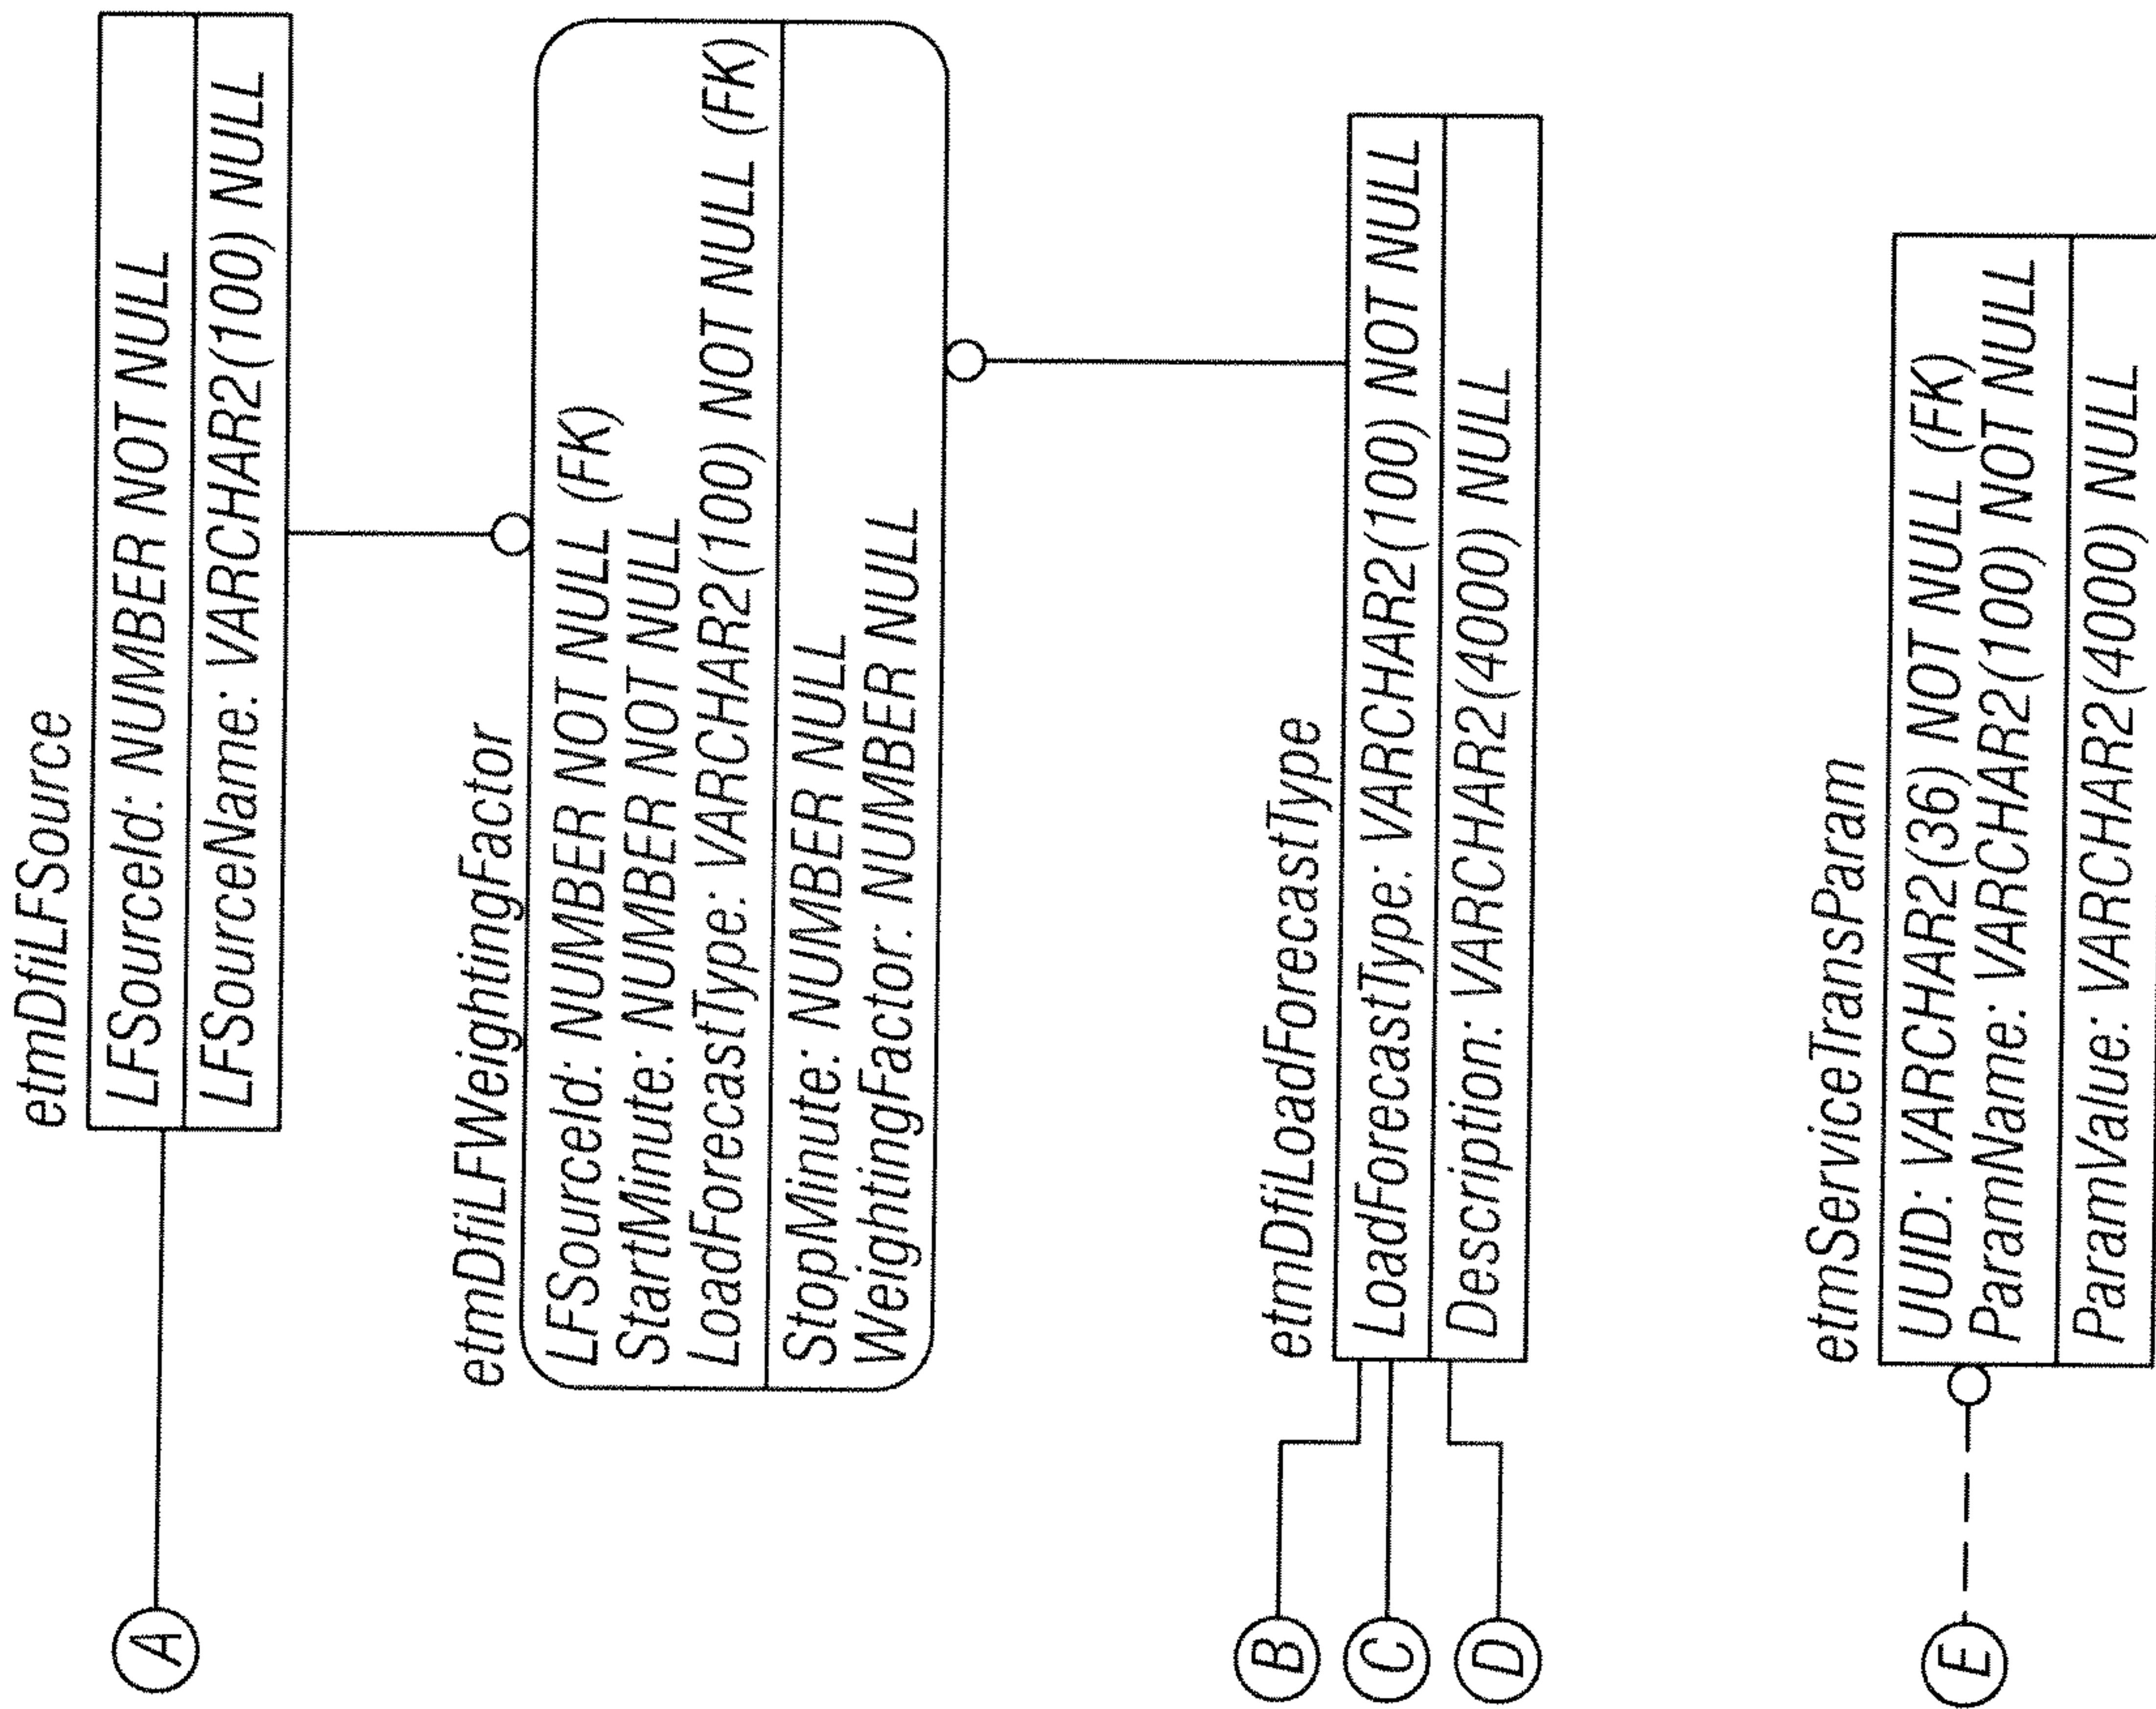 etmDfiLFSource
LFSourceId: NUMBER NOT NULL
LFSourceName: VARCHAR2(100) NULL
A
etmDfiLFWeightingFactor
LFSourceId: NUMBER NOT NULL (FK)
StartMinute: NUMBER NOT NULL
LoadForecastType: VARCHAR2(100) NOT NULL (FK)
StopMinute: NUMBER NULL
WeightingFactor: NUMBER NULL
etmDfiLoadForecastType
LoadForecastType: VARCHAR2(100) NOT NULL
Description: VARCHAR2(4000) NULL
B
C
D
etmServiceTransParam
UUID: VARCHAR2(36) NOT NULL (FK)
ParamName: VARCHAR2(100) NOT NULL
ParamValue: VARCHAR2(4000) NULL
E